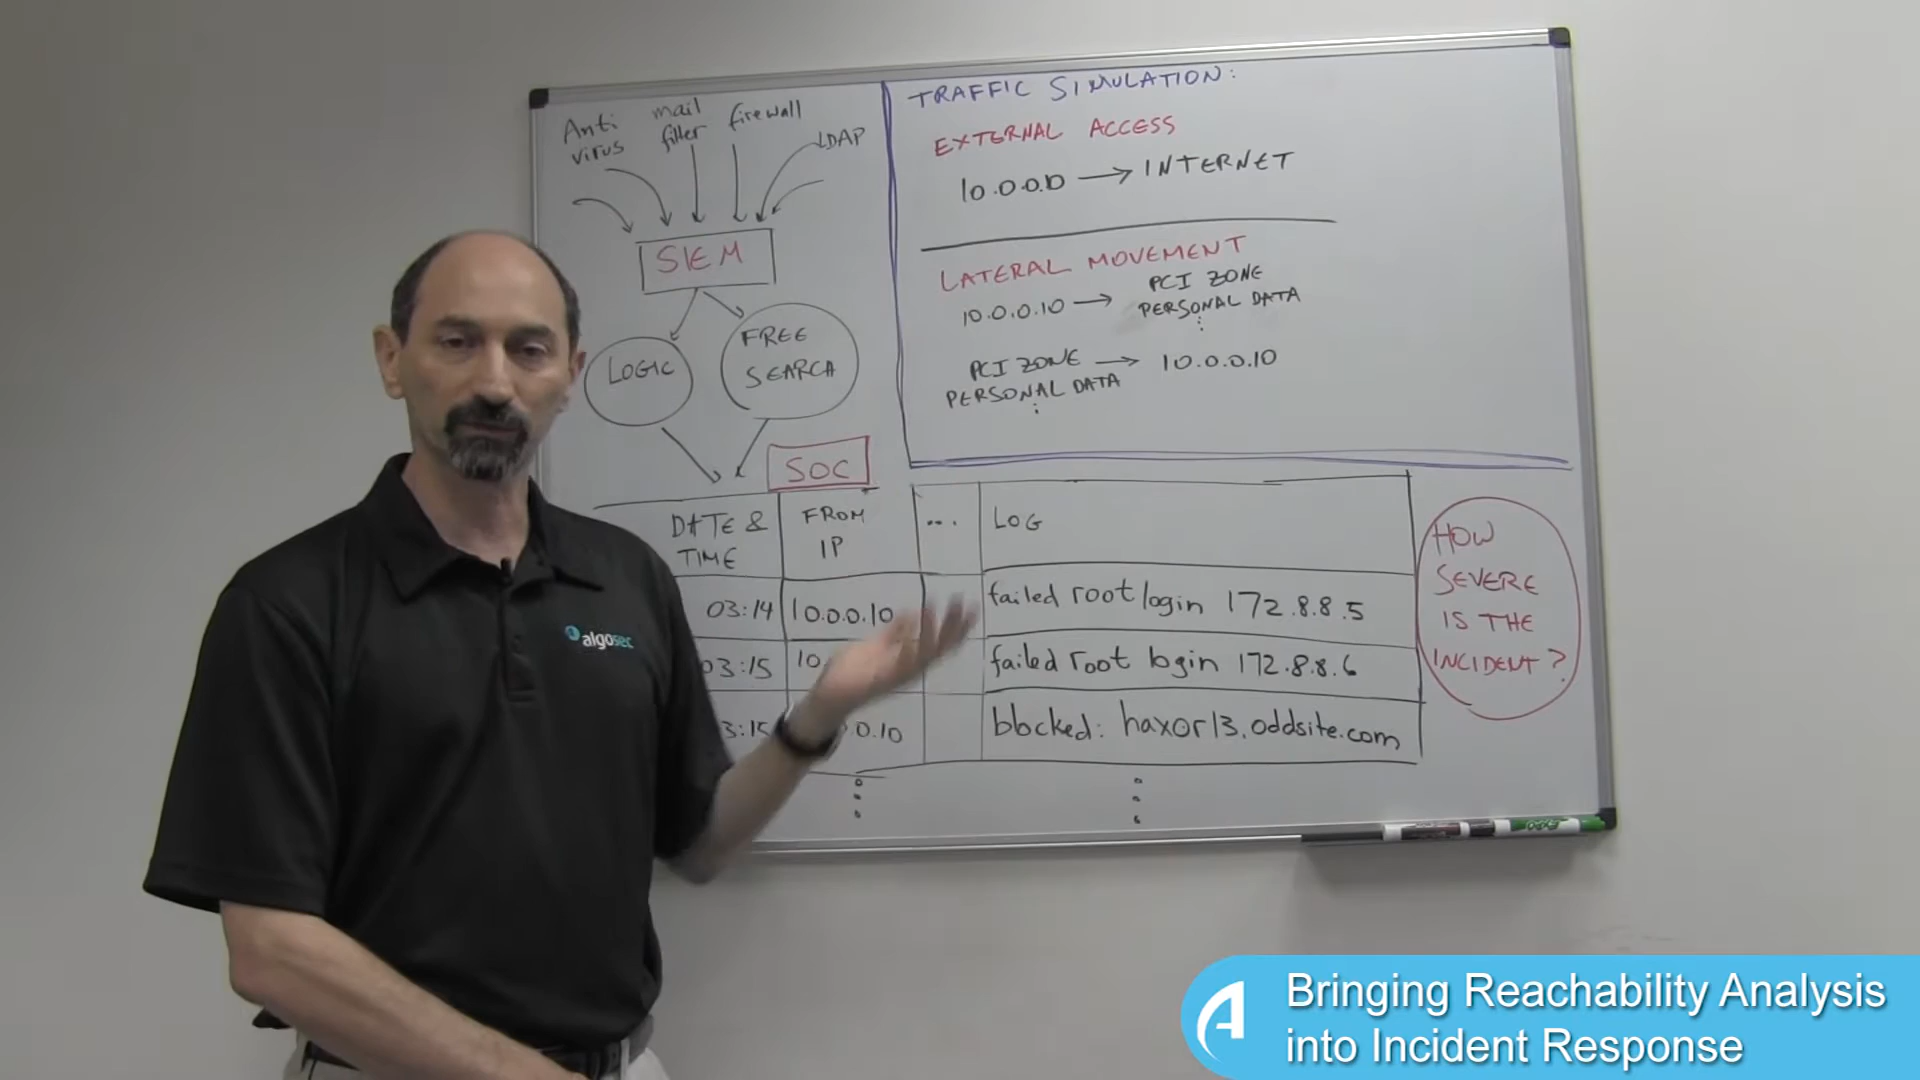 Anti
virus
mail
filter
firewall
LDAP
SIEM
LOGIC
FREE
SEARCH
SOC
TRAFFIC SIMULATION:
EXTERNAL ACCESS
10.0.0.10 → INTERNET
LATERAL MOVEMENT
10.0.0.10 → PCI ZONE
PERSONAL DATA
⋮
PCI ZONE → 10.0.0.10
PERSONAL DATA
⋮
DATE & TIME
FROM IP
...
LOG
03:14 10.0.0.10 failed root login 172.8.8.5
03:15 10. failed root login 172.8.8.6
3:15 0.10 blocked: haxor13.oddsite.com
HOW
SEVERE
IS THE
INCIDENT?
algosec
Bringing Reachability Analysis
into Incident Response